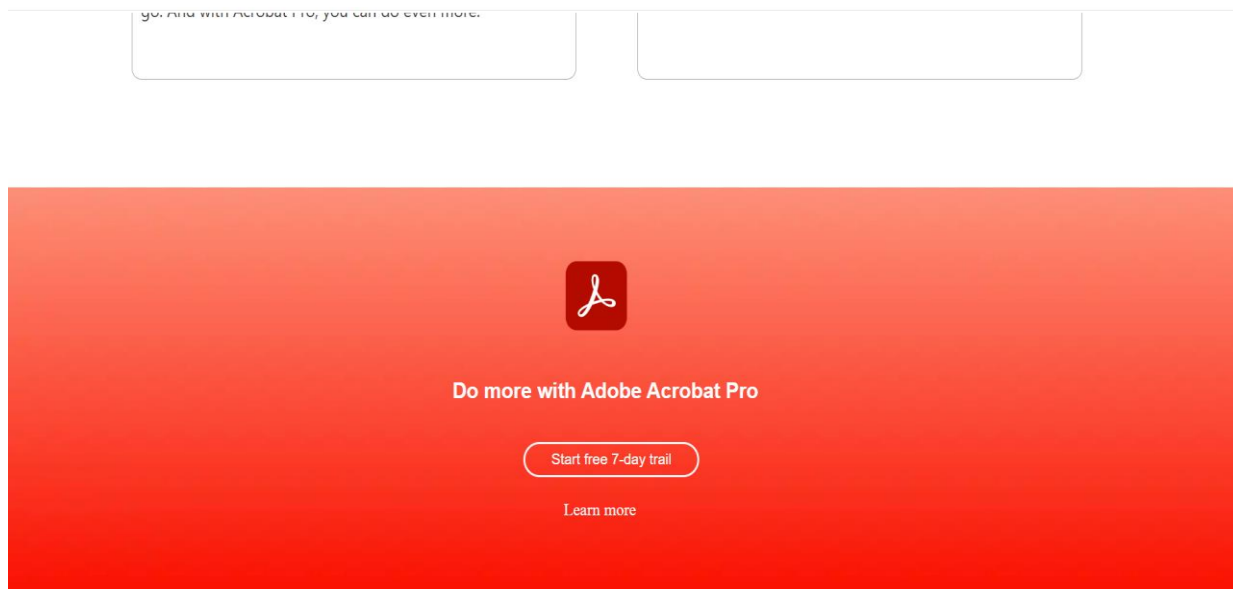 go. And with Acrobat Pro, you can do even more.
Do more with Adobe Acrobat Pro
Start free 7-day trail
Learn more